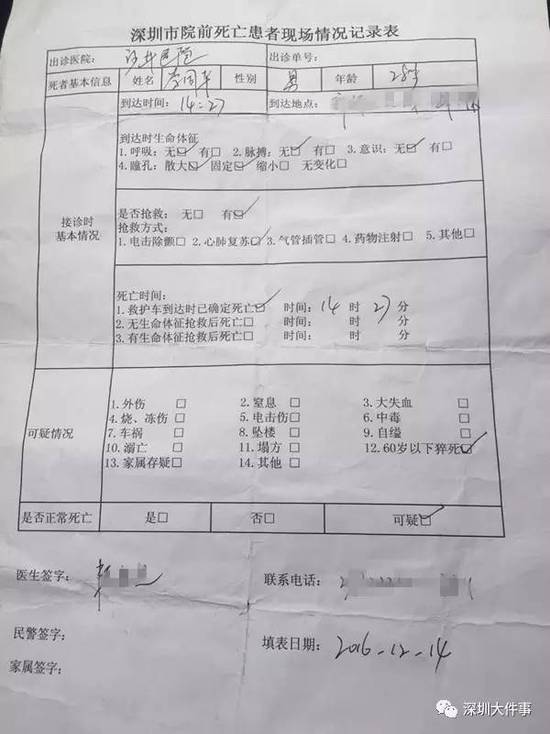 深圳市院前死亡患者现场情况记录表
出诊医院： 出诊单号：
死者基本信息 姓名 性别 男 年龄 28岁
接诊时基本情况
到达时间：14:27 到达地点：
到达时生命体征
1.呼吸：无☑ 有□ 2.脉搏：无☑ 有□ 3.意识：无☑ 有□
4.瞳孔：散大☑ 固定☑ 缩小□ 无变化□
是否抢救： 无□ 有☑
抢救方式：
1.电击除颤□ 2.心肺复苏☑ 3.气管插管□ 4.药物注射□ 5.其他□
死亡时间：
1.救护车到达时已确定死亡☑ 时间：14 时 27 分
2.无生命体征抢救后死亡□ 时间： 时 分
3.有生命体征抢救后死亡□ 时间： 时 分
可疑情况
1.外伤 □ 2.窒息 □ 3.大失血 □
4.烧、冻伤 □ 5.电击伤□ 6.中毒 □
7.车祸 □ 8.坠楼 □ 9.自缢 □
10.溺亡 □ 11.塌方 □ 12.60岁以下猝死☑
13.家属存疑□ 14.其他 □
是否正常死亡 是□ 否□ 可疑☑
医生签字： 联系电话：
民警签字： 填表日期：2016-12-14
家属签字：
深圳大件事